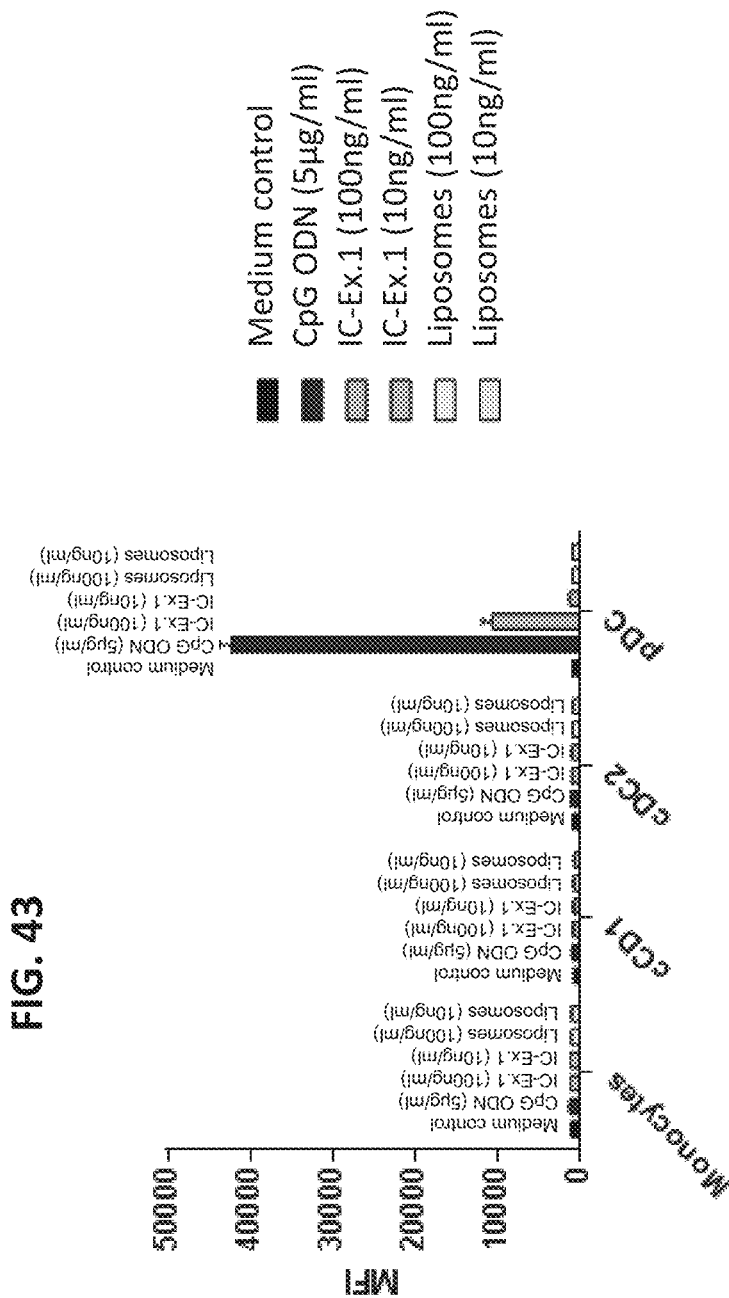 FIG. 43
MFI
50000
40000
30000
20000
10000
0
Medium control
CpG ODN (5µg/ml)
IC-Ex.1 (100ng/ml)
IC-Ex.1 (10ng/ml)
Liposomes (100ng/ml)
Liposomes (10ng/ml)
Medium control
CpG ODN (5µg/ml)
IC-Ex.1 (100ng/ml)
IC-Ex.1 (10ng/ml)
Liposomes (100ng/ml)
Liposomes (10ng/ml)
Medium control
CpG ODN (5µg/ml)
IC-Ex.1 (100ng/ml)
IC-Ex.1 (10ng/ml)
Liposomes (100ng/ml)
Liposomes (10ng/ml)
Medium control
CpG ODN (5µg/ml)
IC-Ex.1 (100ng/ml)
IC-Ex.1 (10ng/ml)
Liposomes (100ng/ml)
Liposomes (10ng/ml)
Monocytes
cCD1
cDC2
pDC
Medium control
CpG ODN (5µg/ml)
IC-Ex.1 (100ng/ml)
IC-Ex.1 (10ng/ml)
Liposomes (100ng/ml)
Liposomes (10ng/ml)